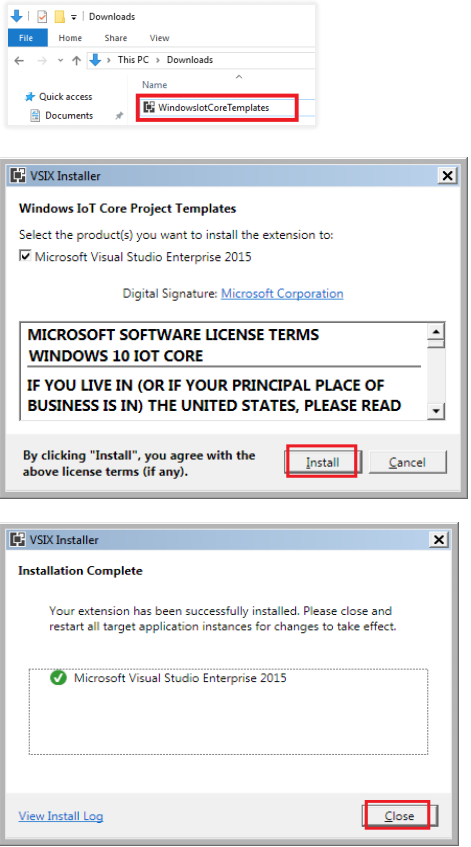 Downloads
File Home Share View
This PC > Downloads
Name
Quick access
WindowsIotCoreTemplates
Documents
VSIX Installer
Windows IoT Core Project Templates
Select the product(s) you want to install the extension to:
Microsoft Visual Studio Enterprise 2015
Digital Signature: Microsoft Corporation
MICROSOFT SOFTWARE LICENSE TERMS
WINDOWS 10 IOT CORE
IF YOU LIVE IN (OR IF YOUR PRINCIPAL PLACE OF
BUSINESS IS IN) THE UNITED STATES, PLEASE READ
By clicking "Install", you agree with the
above license terms (if any).
Install Cancel
VSIX Installer
Installation Complete
Your extension has been successfully installed. Please close and
restart all target application instances for changes to take effect.
Microsoft Visual Studio Enterprise 2015
View Install Log
Close